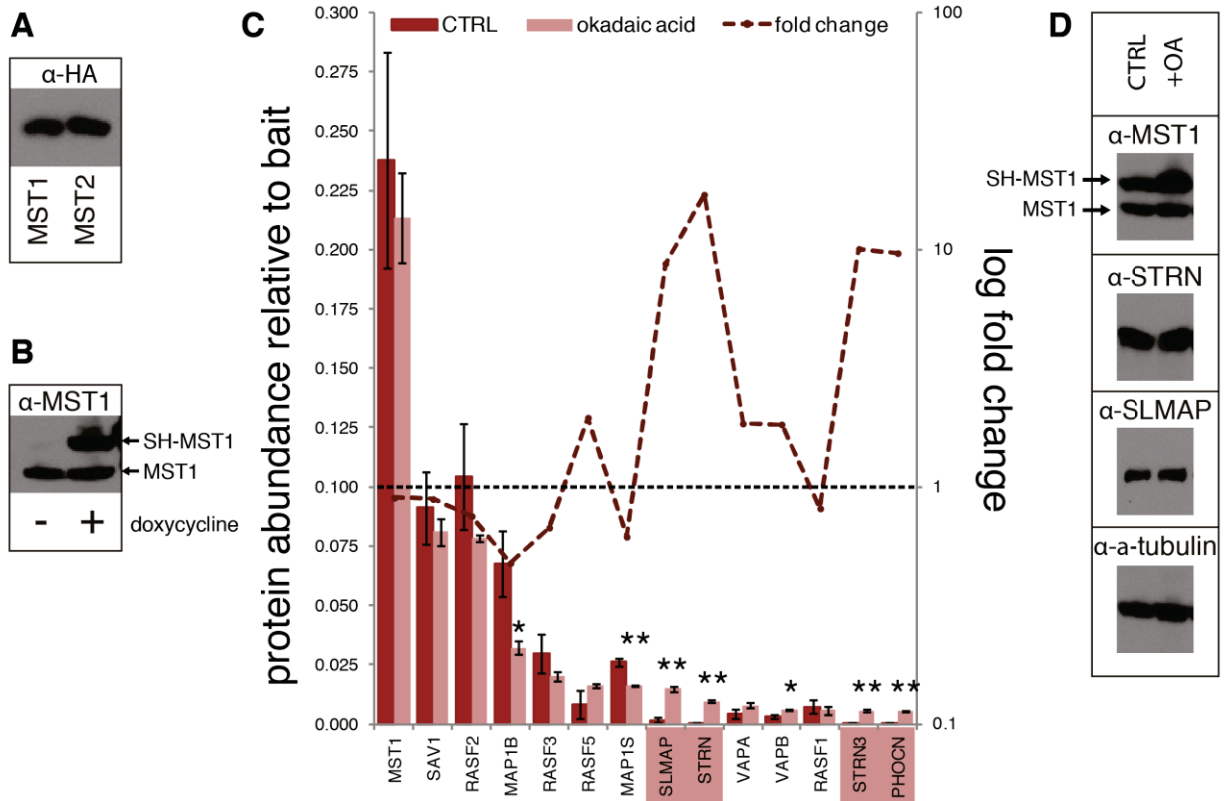 A
α-HA
MST1
MST2
B
α-MST1
SH-MST1
MST1
- + doxycycline
C
CTRL okadaic acid fold change
protein abundance relative to bait
0.300
0.275
0.250
0.225
0.200
0.175
0.150
0.125
0.100
0.075
0.050
0.025
0.000
100
10
1
0.1
log fold change
*
**
**
**
*
**
**
MST1
SAV1
RASF2
MAP1B
RASF3
RASF5
MAP1S
SLMAP
STRN
VAPA
VAPB
RASF1
STRN3
PHOCN
D
CTRL
+OA
α-MST1
SH-MST1
MST1
α-STRN
α-SLMAP
α-a-tubulin